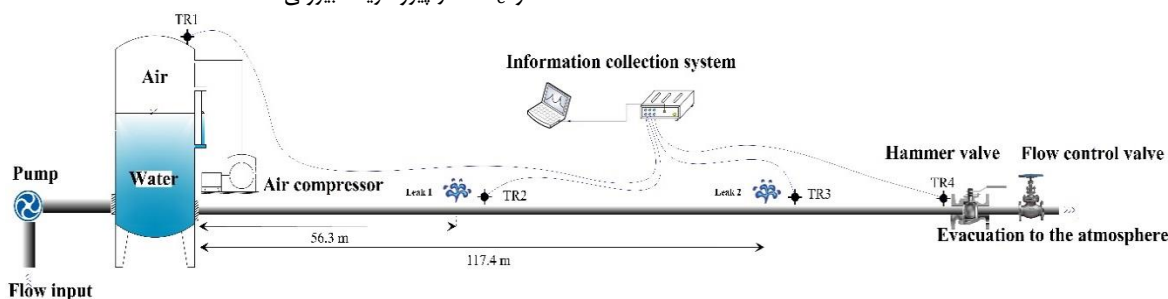 TR1
Information collection system
Air
Hammer valve
Flow control valve
Pump
Water
Air compressor
Leak 1
TR2
Leak 2
TR3
TR4
56.3 m
Evacuation to the atmosphere
117.4 m
Flow input